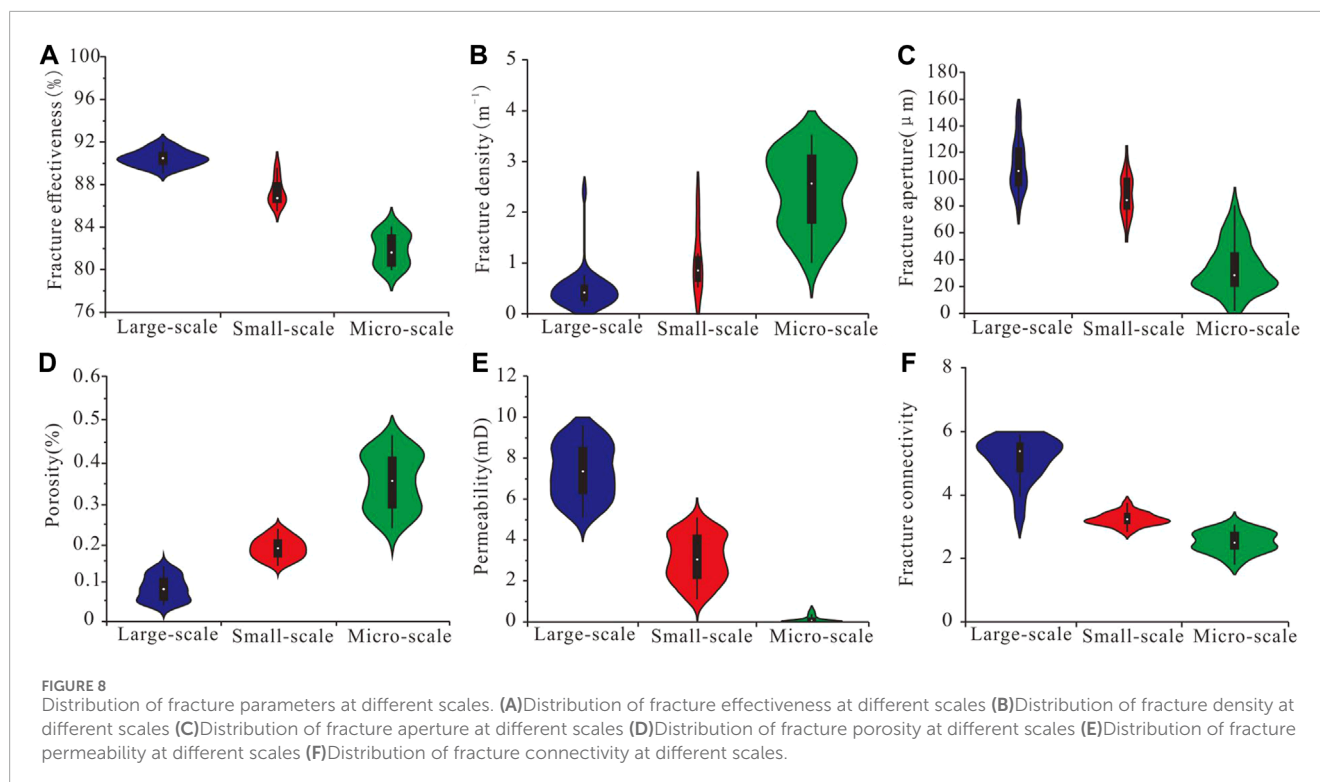 A
Fracture effectiveness (%)
100
96
92
88
84
80
76
Large-scale Small-scale Micro-scale
B
Fracture density (m⁻¹)
5
4
3
2
1
0
Large-scale Small-scale Micro-scale
C
Fracture aperture(μm)
180
160
140
120
100
80
60
40
20
0
Large-scale Small-scale Micro-scale
D
Porosity(%)
0.6
0.5
0.4
0.3
0.2
0.1
0
Large-scale Small-scale Micro-scale
E
Permeability(mD)
12
10
8
6
4
2
0
Large-scale Small-scale Micro-scale
F
Fracture connectivity
8
6
4
2
0
Large-scale Small-scale Micro-scale
FIGURE 8
Distribution of fracture parameters at different scales. (A)Distribution of fracture effectiveness at different scales (B)Distribution of fracture density at
different scales (C)Distribution of fracture aperture at different scales (D)Distribution of fracture porosity at different scales (E)Distribution of fracture
permeability at different scales (F)Distribution of fracture connectivity at different scales.